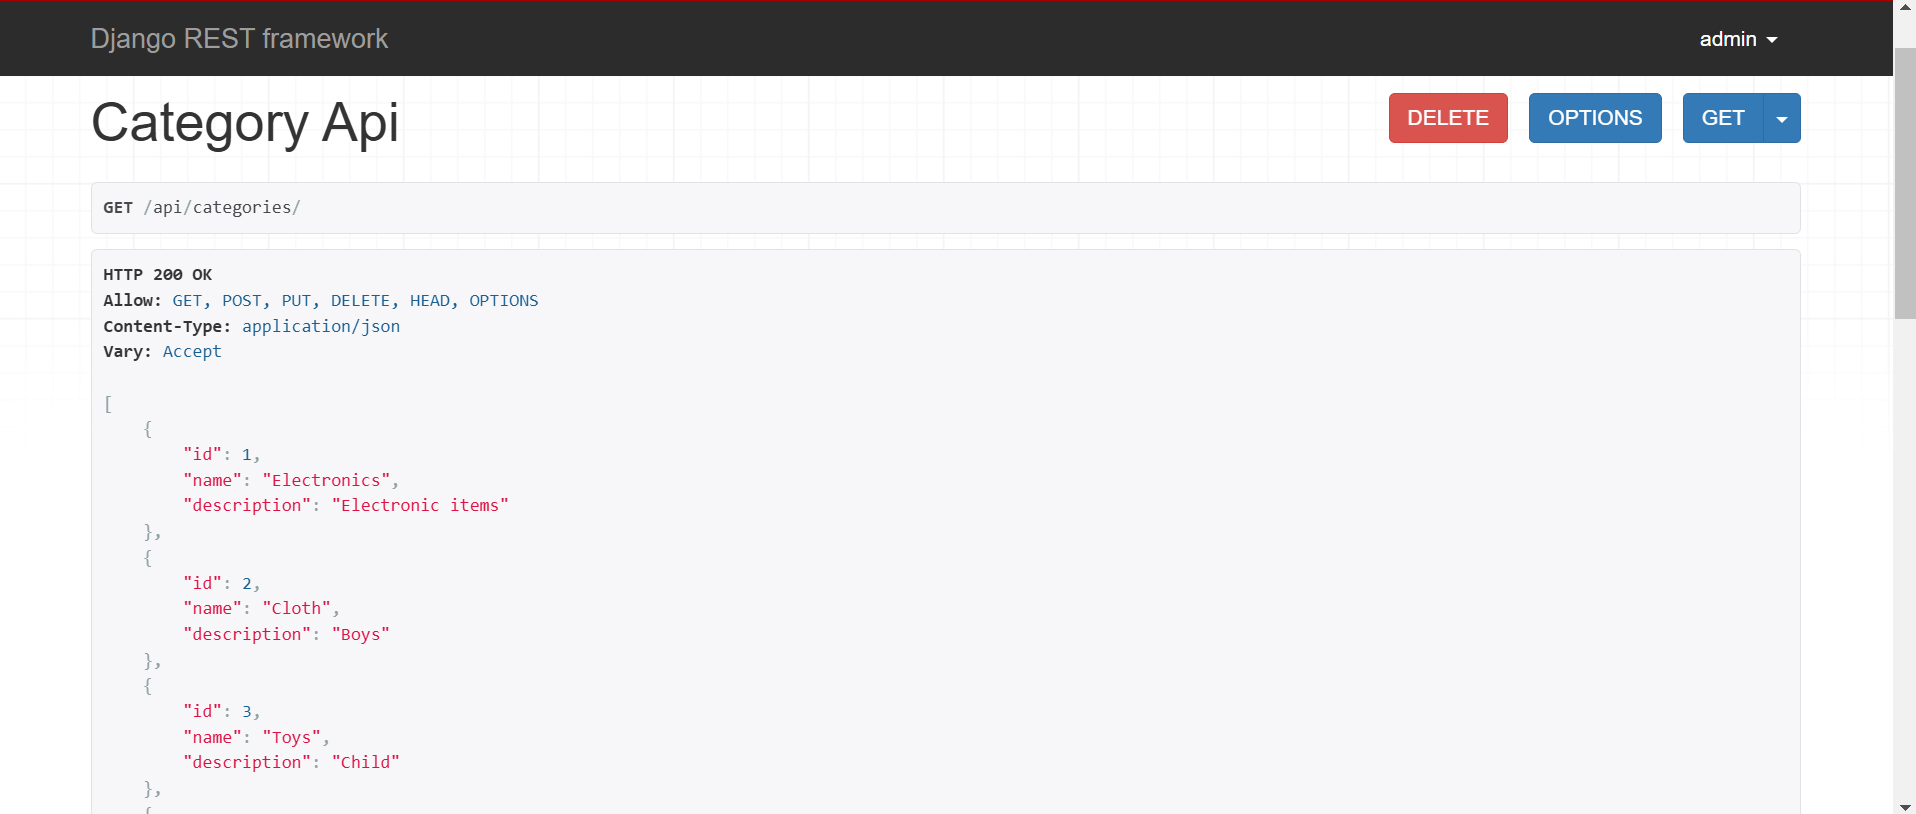 Django REST framework
admin
Category Api
DELETE
OPTIONS
GET
GET /api/categories/
HTTP 200 OK
Allow: GET, POST, PUT, DELETE, HEAD, OPTIONS
Content-Type: application/json
Vary: Accept
[
    {
        "id": 1,
        "name": "Electronics",
        "description": "Electronic items"
    },
    {
        "id": 2,
        "name": "Cloth",
        "description": "Boys"
    },
    {
        "id": 3,
        "name": "Toys",
        "description": "Child"
    },
    {